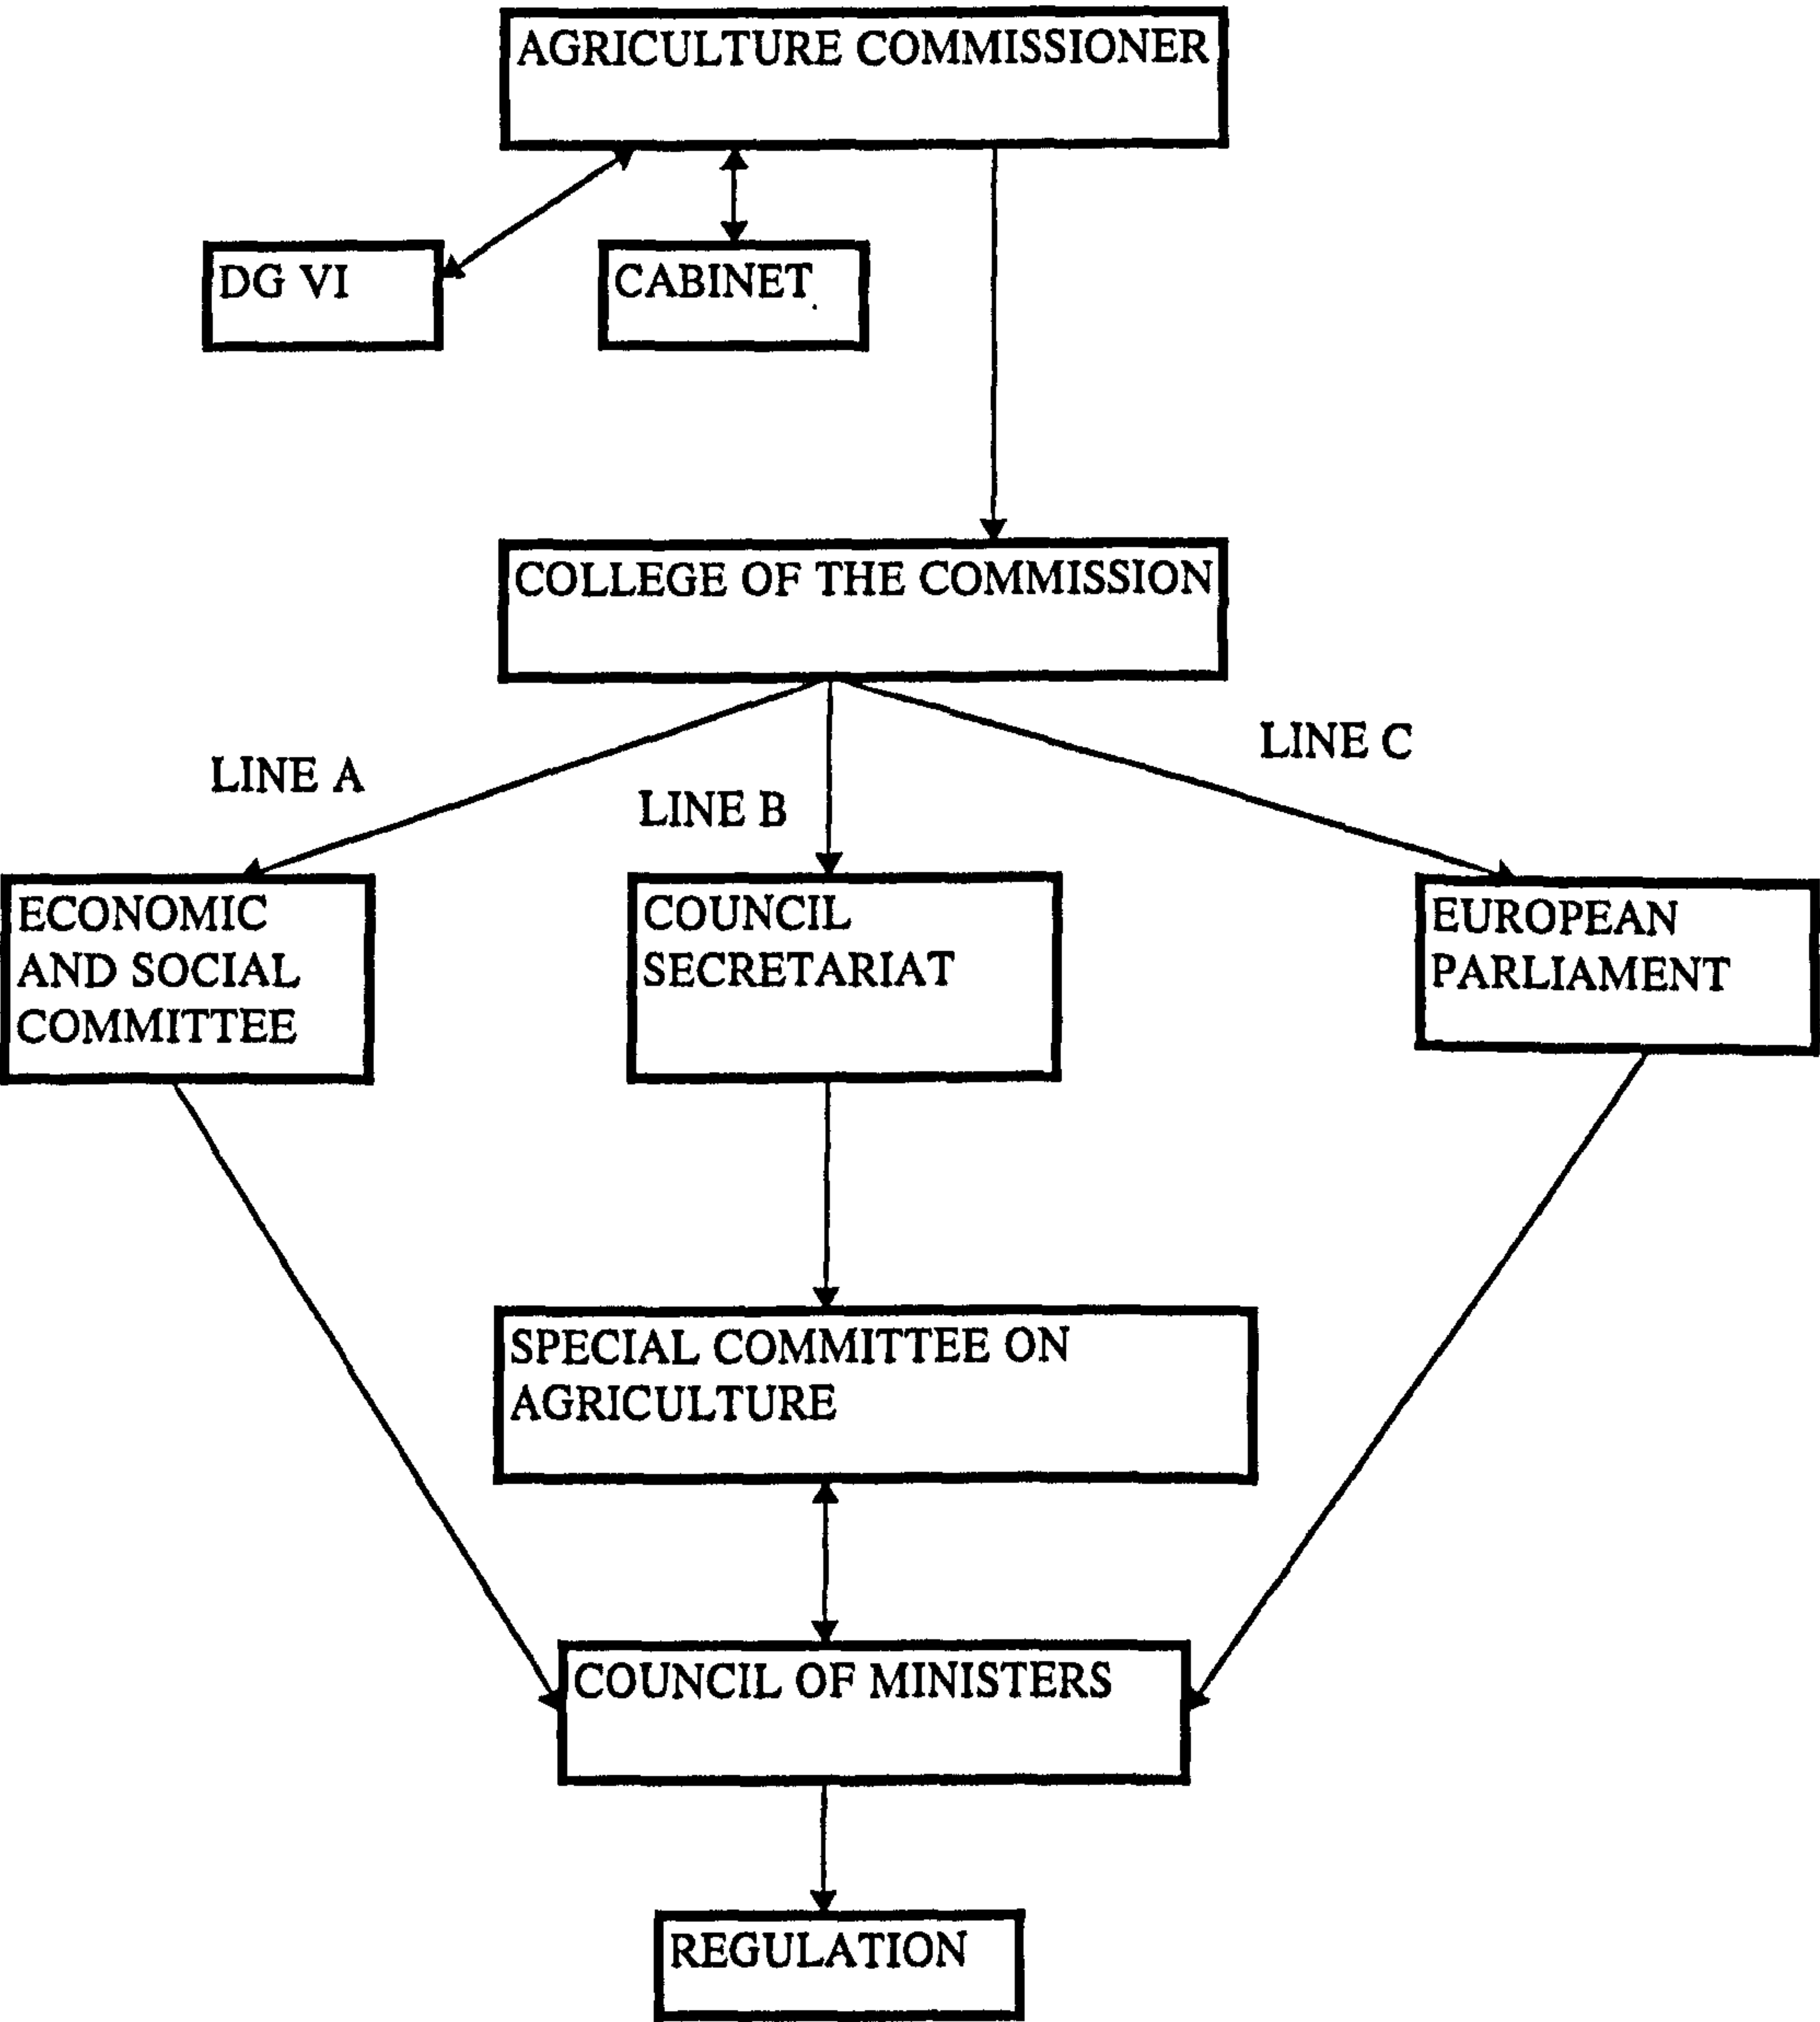 AGRICULTURE COMMISSIONER
DG VI
CABINET
COLLEGE OF THE COMMISSION
LINE A
LINE B
LINE C
ECONOMIC
AND SOCIAL
COMMITTEE
COUNCIL
SECRETARIAT
EUROPEAN
PARLIAMENT
SPECIAL COMMITTEE ON
AGRICULTURE
COUNCIL OF MINISTERS
REGULATION